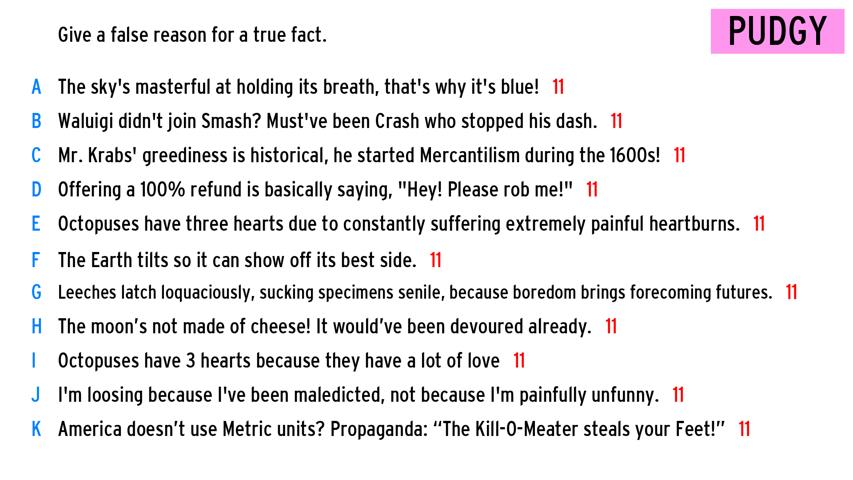 Give a false reason for a true fact.
PUDGY
A The sky's masterful at holding its breath, that's why it's blue! 11
B Waluigi didn't join Smash? Must've been Crash who stopped his dash. 11
C Mr. Krabs' greediness is historical, he started Mercantilism during the 1600s! 11
D Offering a 100% refund is basically saying, "Hey! Please rob me!" 11
E Octopuses have three hearts due to constantly suffering extremely painful heartburns. 11
F The Earth tilts so it can show off its best side. 11
G Leeches latch loquaciously, sucking specimens senile, because boredom brings forecoming futures. 11
H The moon’s not made of cheese! It would’ve been devoured already. 11
I Octopuses have 3 hearts because they have a lot of love 11
J I'm loosing because I've been maledicted, not because I'm painfully unfunny. 11
K America doesn’t use Metric units? Propaganda: “The Kill-O-Meater steals your Feet!” 11